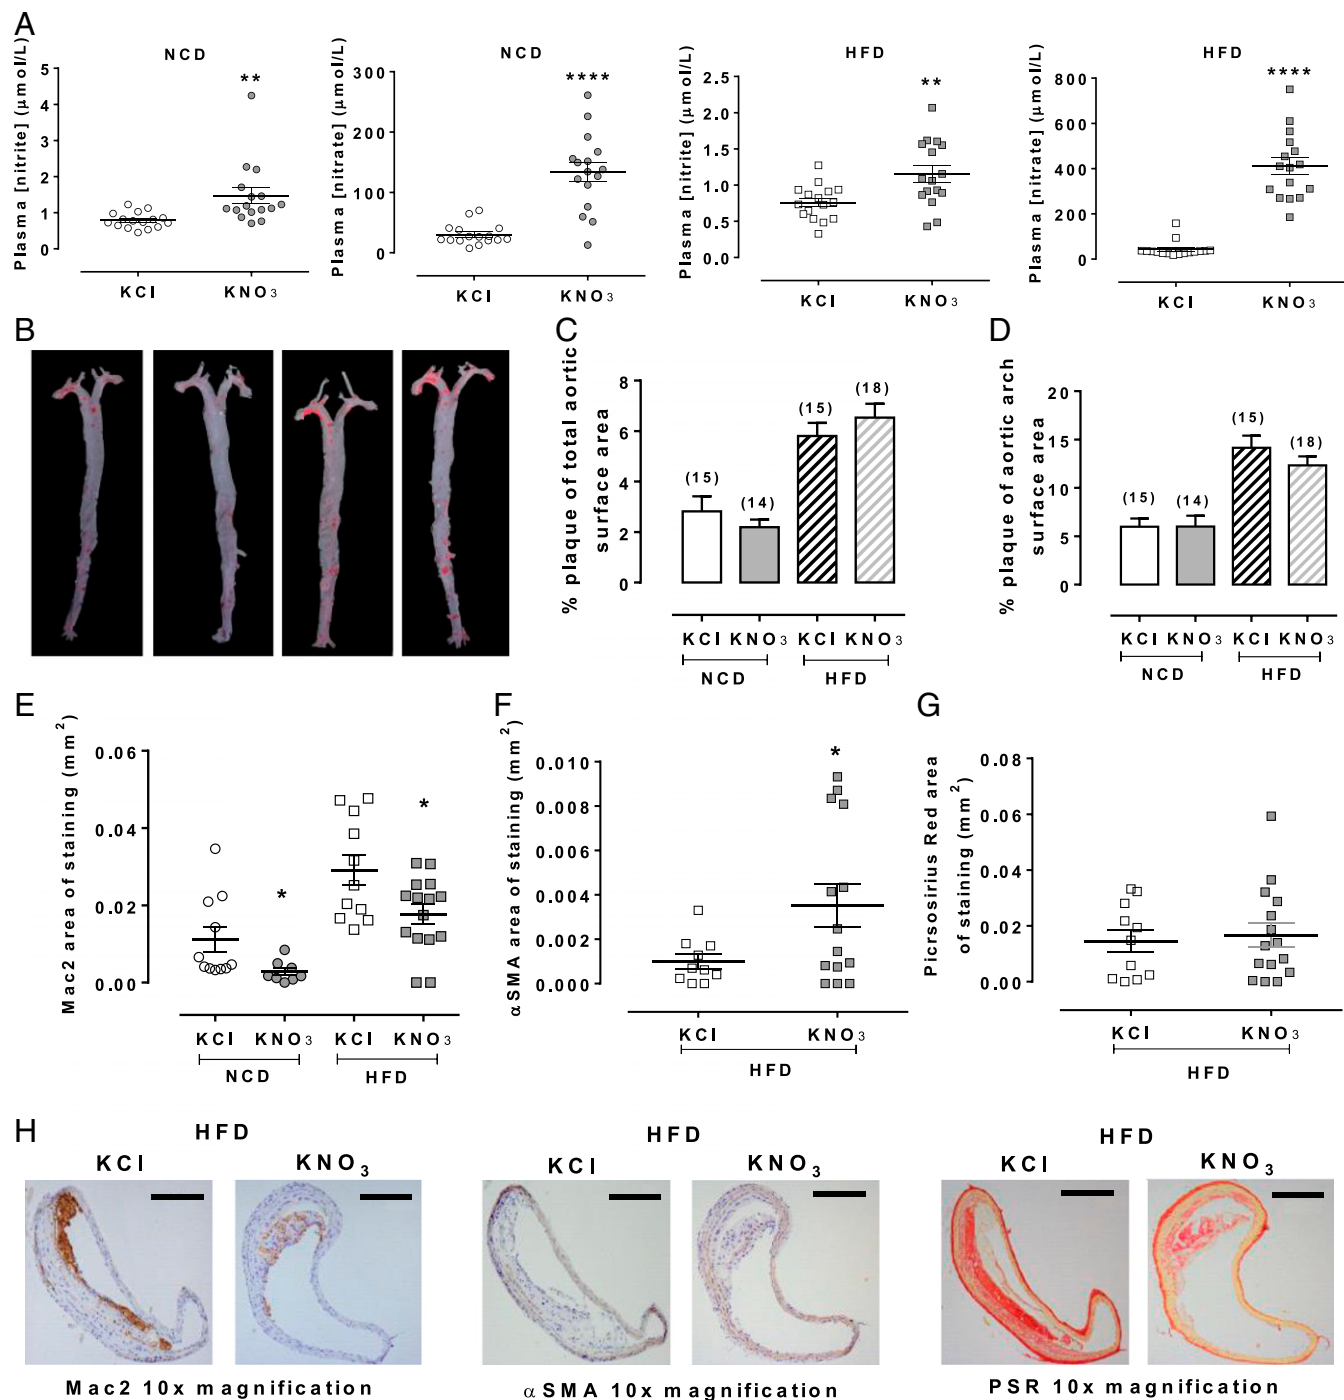 A
NCD
Plasma [nitrite] (μmol/L)
5
4
3
2
1
0
**
KCl
KNO₃
NCD
Plasma [nitrate] (μmol/L)
300
200
100
0
****
KCl
KNO₃
HFD
Plasma [nitrite] (μmol/L)
2.5
2.0
1.5
1.0
0.5
0.0
**
KCl
KNO₃
HFD
Plasma [nitrate] (μmol/L)
800
600
400
200
0
****
KCl
KNO₃
B
C
% plaque of total aortic
surface area
8
6
4
2
0
(15)
(14)
(15)
(18)
KCl
KNO₃
KCl
KNO₃
NCD
HFD
D
% plaque of aortic arch
surface area
20
15
10
5
0
(15)
(14)
(15)
(18)
KCl
KNO₃
KCl
KNO₃
NCD
HFD
E
Mac2 area of staining (mm²)
0.06
0.04
0.02
0.00
*
*
KCl
KNO₃
KCl
KNO₃
NCD
HFD
F
αSMA area of staining (mm²)
0.010
0.008
0.006
0.004
0.002
0.000
*
KCl
KNO₃
HFD
G
Picrsosirius Red area
of staining (mm²)
0.08
0.06
0.04
0.02
0.00
KCl
KNO₃
HFD
H
HFD
KCl
KNO₃
Mac2 10x magnification
HFD
KCl
KNO₃
α SMA 10x magnification
HFD
KCl
KNO₃
PSR 10x magnification